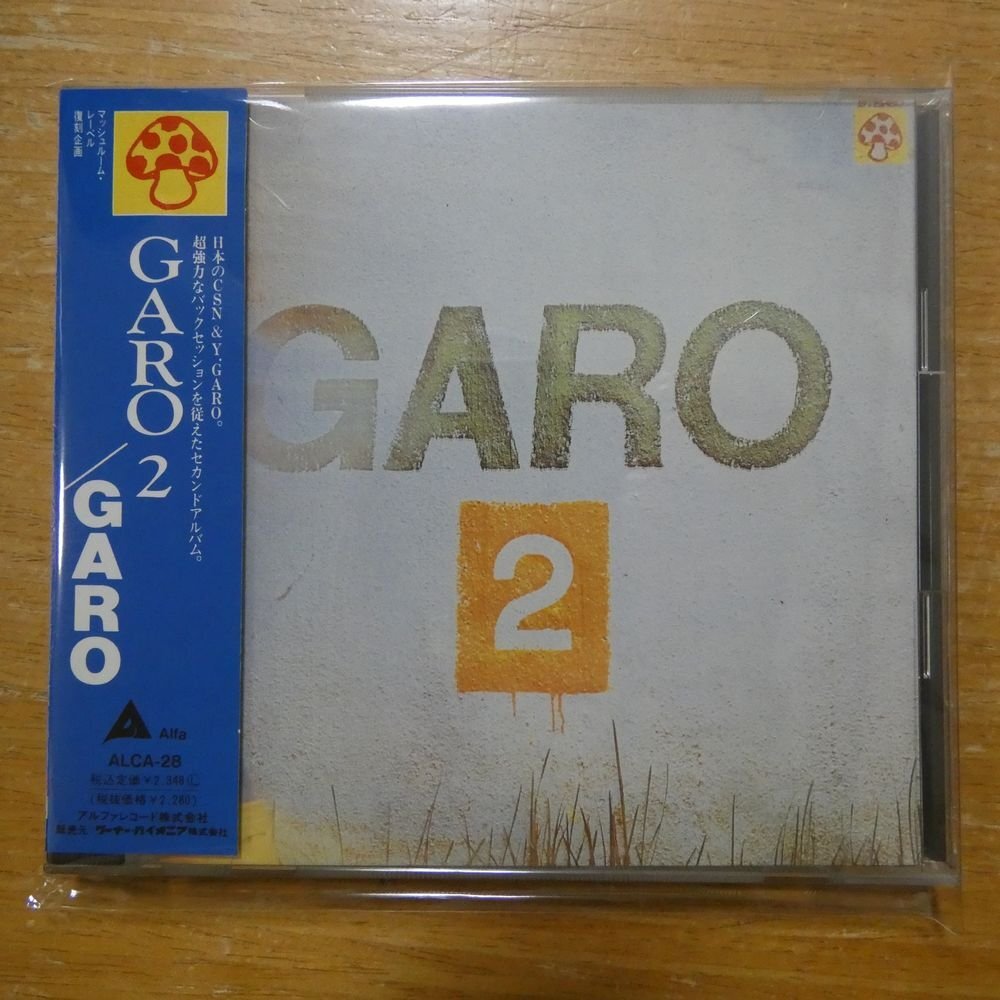 マッシュルーム・
レーベル
復刻企画
GARO 2
/GARO
日本のCSN & Y,GARO。
超強力なバックセッションを従えたセカンドアルバム。
Alfa
ALCA-28
税込定価¥2,348Ⓛ
(税抜価格¥2,280)
アルファレコード株式会社
販売元 ワーナー・パイオニア株式会社
GARO
2